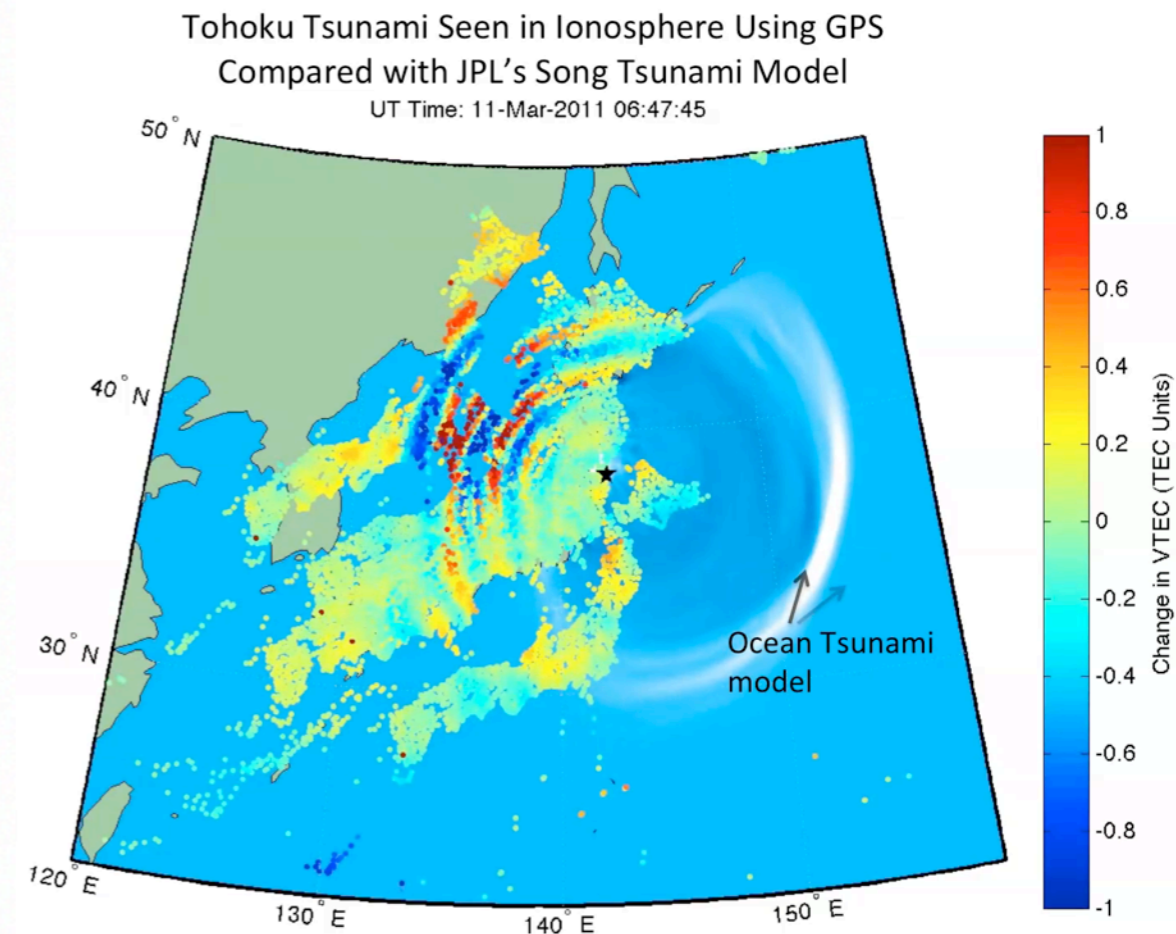 Tohoku Tsunami Seen in Ionosphere Using GPS
Compared with JPL's Song Tsunami Model
UT Time: 11-Mar-2011 06:47:45
50° N
40° N
30° N
120° E
130° E
140° E
150° E
Ocean Tsunami
model
1
0.8
0.6
0.4
0.2
0
-0.2
-0.4
-0.6
-0.8
-1
Change in VTEC (TEC Units)